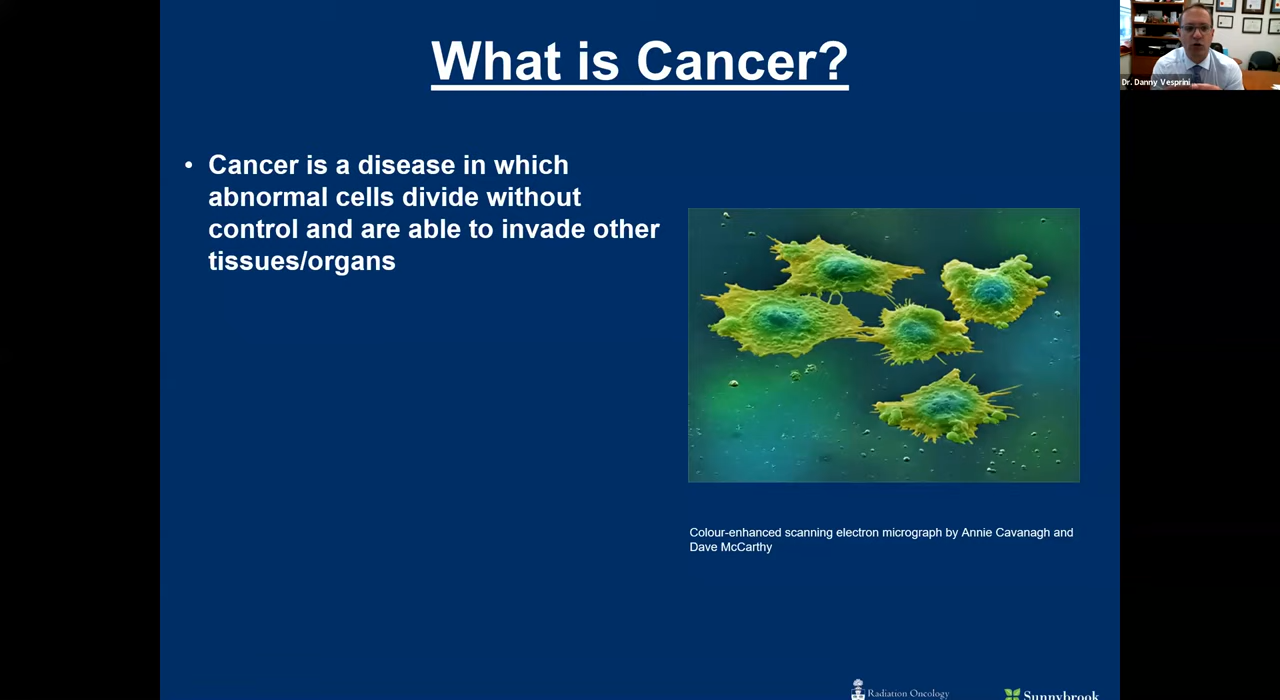 What is Cancer?
Dr. Danny Vesprini
• Cancer is a disease in which
abnormal cells divide without
control and are able to invade other
tissues/organs
Colour-enhanced scanning electron micrograph by Annie Cavanagh and
Dave McCarthy
Radiation Oncology
Sunnybrook